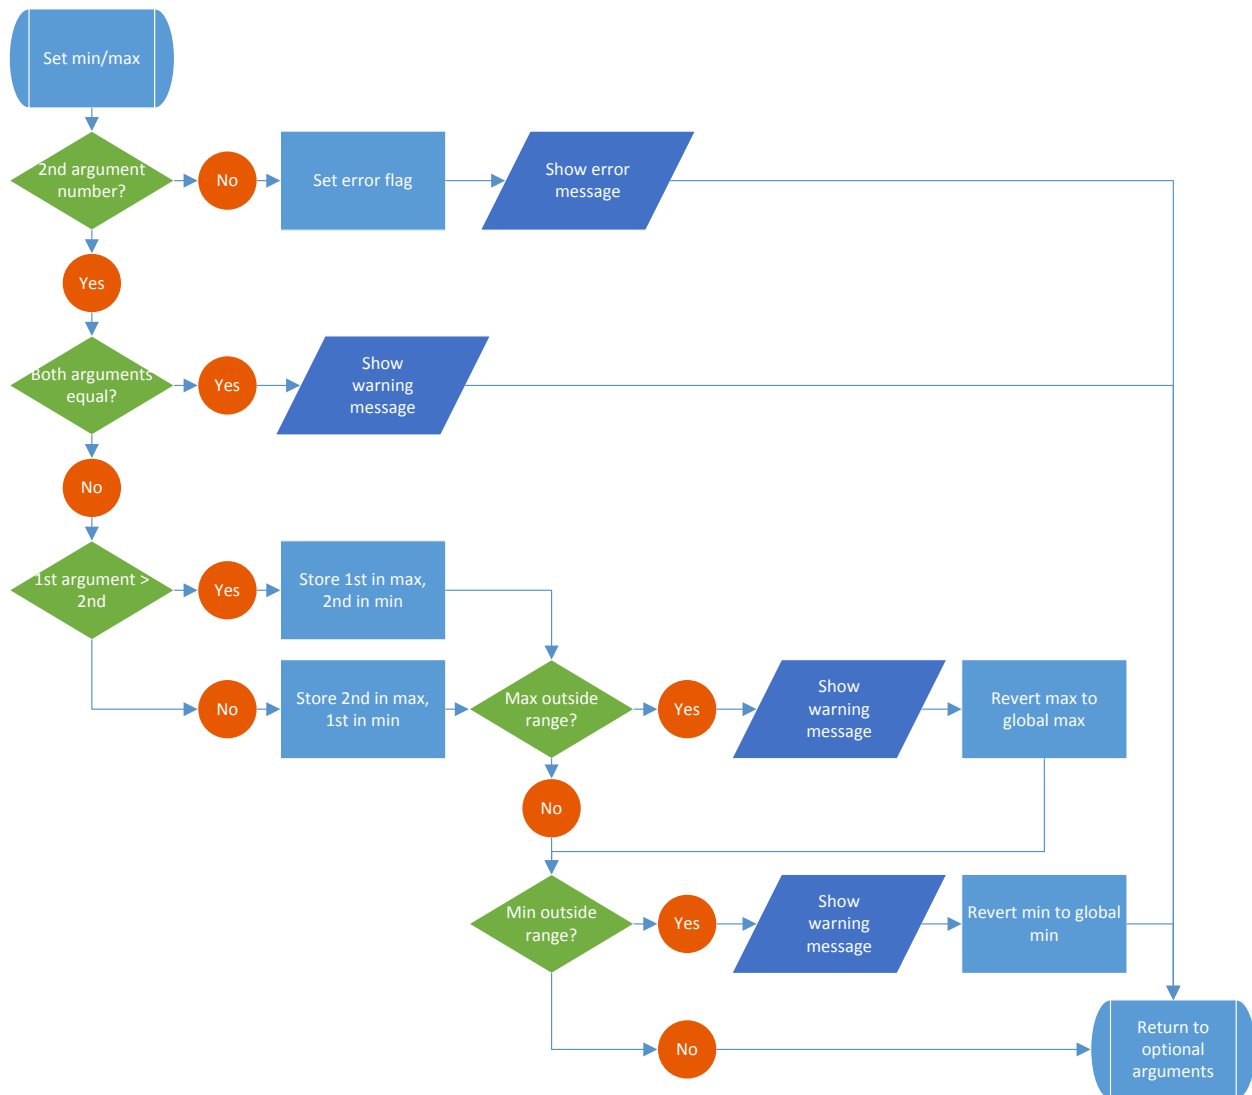 Set min/max
2nd argument
number?
No
Set error flag
Show error
message
Yes
Both arguments
equal?
Yes
Show
warning
message
No
1st argument >
2nd
Yes
Store 1st in max,
2nd in min
No
Store 2nd in max,
1st in min
Max outside
range?
Yes
Show
warning
message
Revert max to
global max
No
Min outside
range?
Yes
Show
warning
message
Revert min to global
min
No
Return to
optional
arguments